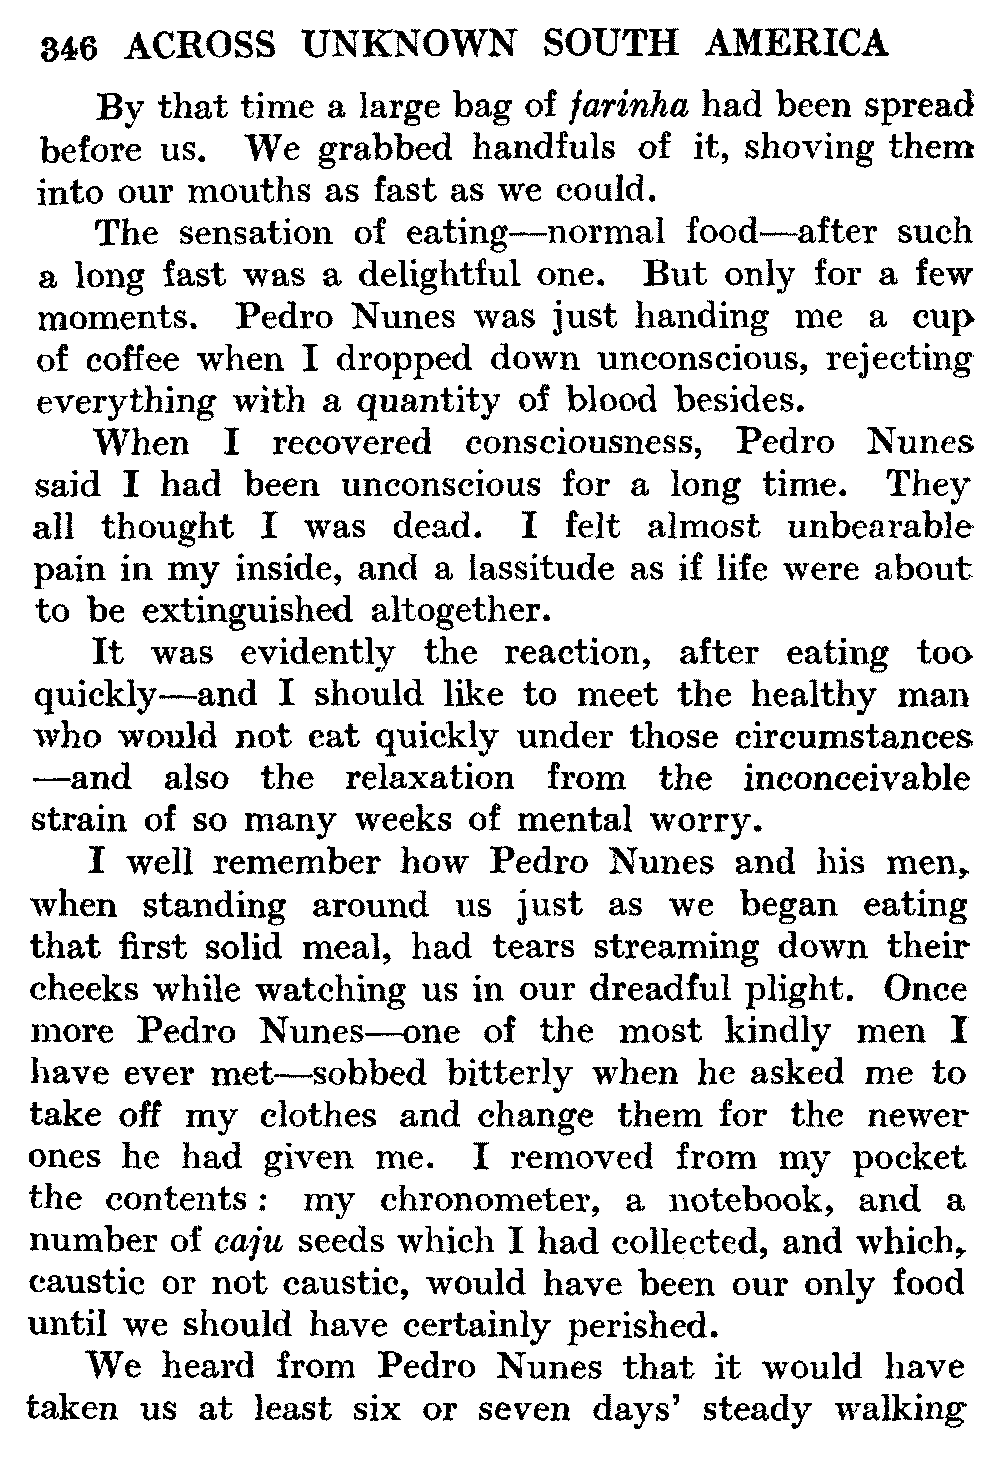 346 ACROSS UNKNOWN SOUTH AMERICA
By that time a large bag of farinha had been spread
before us. We grabbed handfuls of it, shoving them
into our mouths as fast as we could.
The sensation of eating—normal food—after such
a long fast was a delightful one. But only for a few
moments. Pedro Nunes was just handing me a cup
of coffee when I dropped down unconscious, rejecting
everything with a quantity of blood besides.
When I recovered consciousness, Pedro Nunes
said I had been unconscious for a long time. They
all thought I was dead. I felt almost unbearable
pain in my inside, and a lassitude as if life were about
to be extinguished altogether.
It was evidently the reaction, after eating too
quickly—and I should like to meet the healthy man
who would not eat quickly under those circumstances
—and also the relaxation from the inconceivable
strain of so many weeks of mental worry.
I well remember how Pedro Nunes and his men,
when standing around us just as we began eating
that first solid meal, had tears streaming down their
cheeks while watching us in our dreadful plight. Once
more Pedro Nunes—one of the most kindly men I
have ever met—sobbed bitterly when he asked me to
take off my clothes and change them for the newer
ones he had given me. I removed from my pocket
the contents: my chronometer, a notebook, and a
number of caju seeds which I had collected, and which,
caustic or not caustic, would have been our only food
until we should have certainly perished.
We heard from Pedro Nunes that it would have
taken us at least six or seven days' steady walking